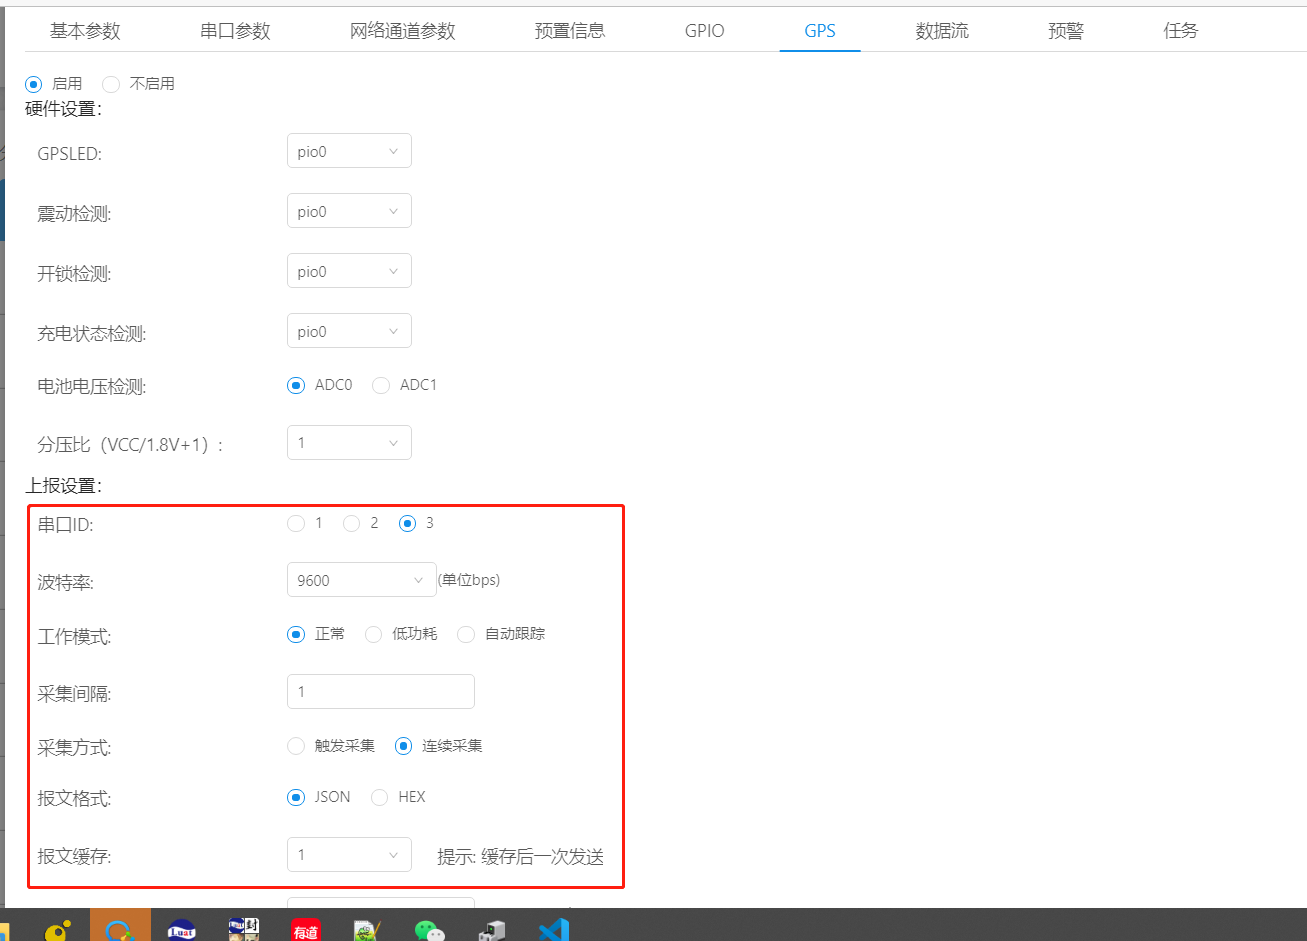 基本参数 串口参数 网络通道参数 预置信息 GPIO GPS 数据流 预警 任务
启用 不启用
硬件设置：
GPSLED: pio0
震动检测: pio0
开锁检测: pio0
充电状态检测: pio0
电池电压检测: ADC0 ADC1
分压比（VCC/1.8V+1）: 1
上报设置：
串口ID: 1 2 3
波特率: 9600 (单位bps)
工作模式: 正常 低功耗 自动跟踪
采集间隔: 1
采集方式: 触发采集 连续采集
报文格式: JSON HEX
报文缓存: 1 提示: 缓存后一次发送
Luat 有道